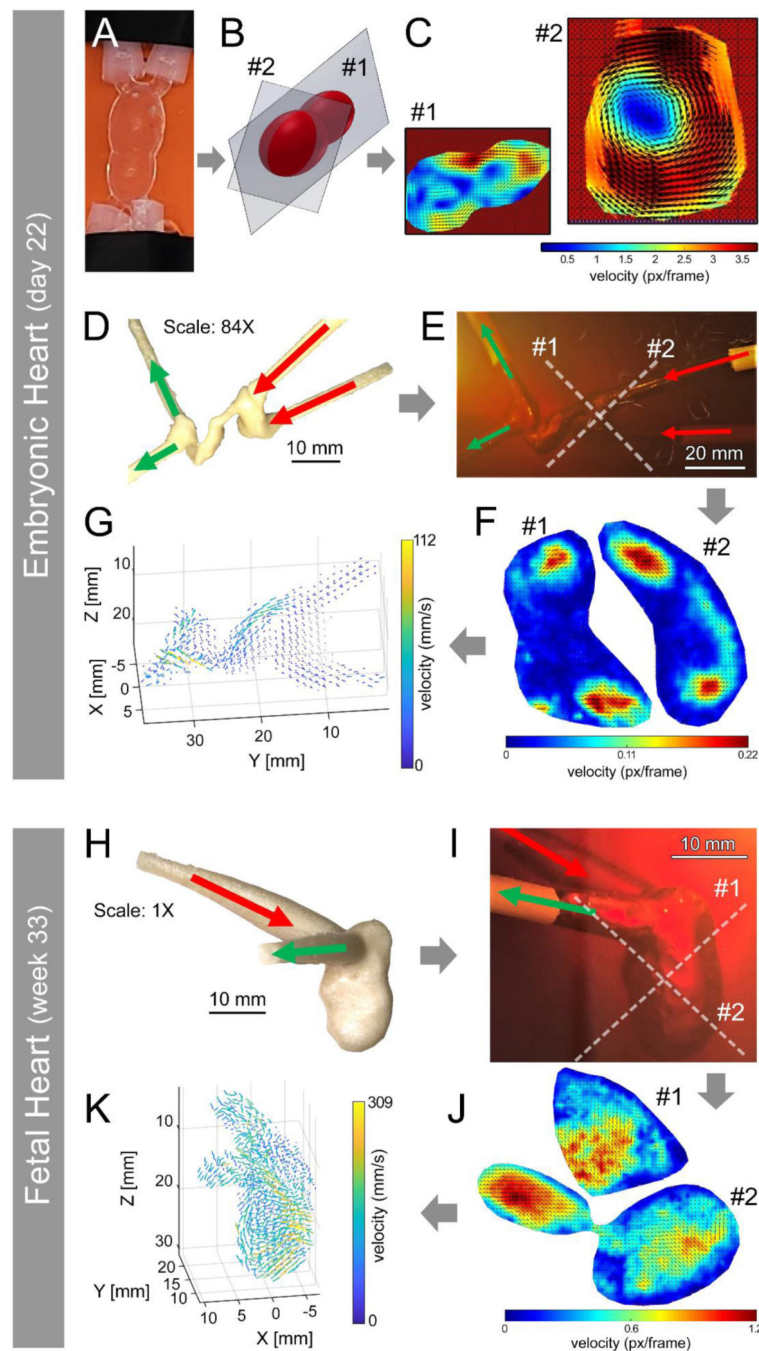 Embryonic Heart (day 22)
A
B
#2
#1
C
#1
#2
0.5 1 1.5 2 2.5 3 3.5
velocity (px/frame)
D
Scale: 84X
10 mm
E
#1
#2
20 mm
G
10
20
Z [mm]
-5
0
5
X [mm]
30
20
10
Y [mm]
112
velocity (mm/s)
0
F
#1
#2
0
0.11
0.22
velocity (px/frame)
Fetal Heart (week 33)
H
Scale: 1X
10 mm
I
10 mm
#1
#2
K
10
20
30
Z [mm]
20
15
10
Y [mm]
10
5
0
-5
X [mm]
309
velocity (mm/s)
0
J
#1
#2
0
0.6
1.2
velocity (px/frame)